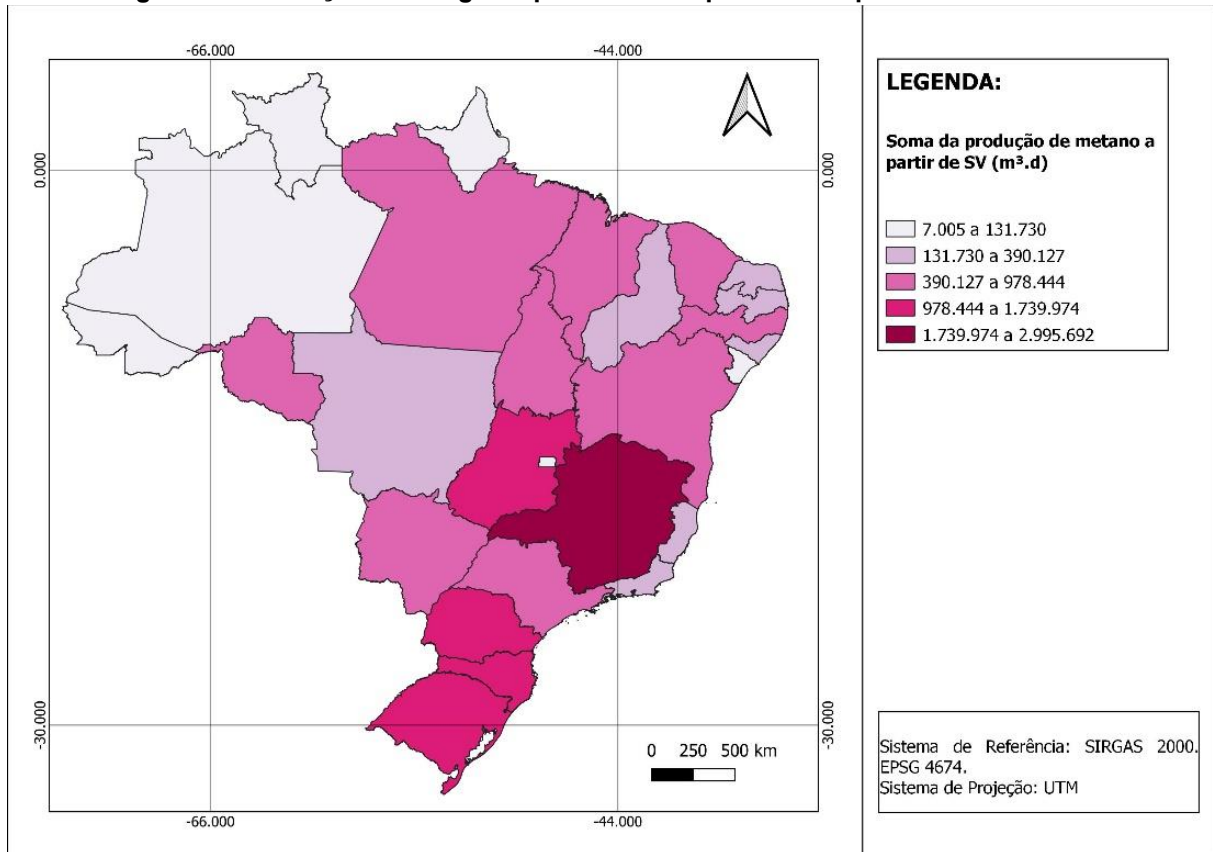 -66.000 -44.000
0.000 0.000
-30.000 -30.000
0 250 500 km
-66.000 -44.000
LEGENDA:
Soma da produção de metano a
partir de SV (m³.d)
7.005 a 131.730
131.730 a 390.127
390.127 a 978.444
978.444 a 1.739.974
1.739.974 a 2.995.692
Sistema de Referência: SIRGAS 2000.
EPSG 4674.
Sistema de Projeção: UTM